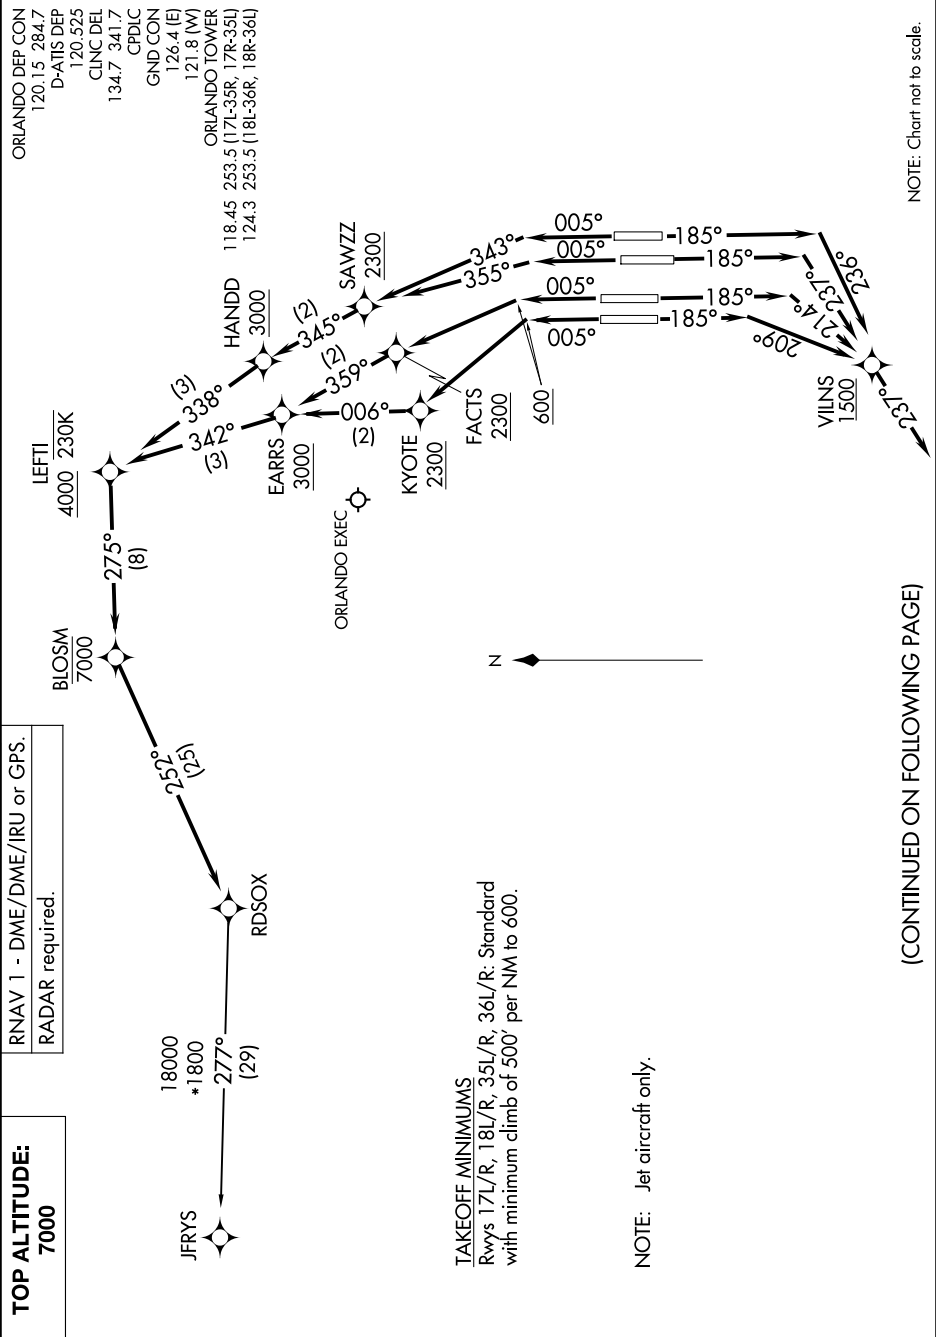 TOP ALTITUDE:
7000
RNAV 1 - DME/DME/IRU or GPS.
RADAR required.
ORLANDO DEP CON
120.15 284.7
D-ATIS DEP
120.525
CLNC DEL
134.7 341.7
CPDLC
GND CON
126.4 (E)
121.8 (W)
ORLANDO TOWER
118.45 253.5 (17L-35R, 17R-35L)
124.3 253.5 (18L-36R, 18R-36L)
LEFTI
4000 230K
BLOSM
7000
275°
(8)
252°
(25)
RDSOX
18000
*1800
277°
(29)
JFRYS
338°
(3)
342°
(3)
HANDD
3000
EARRS
3000
345°
(2)
359°
(2)
006°
(2)
SAWZZ
2300
FACTS
2300
KYOTE
2300
ORLANDO EXEC
343°
355°
600
005°
005°
005°
005°
185°
185°
185°
185°
236°
237°
214°
209°
VILNS
1500
237°
N
TAKEOFF MINIMUMS
Rwys 17L/R, 18L/R, 35L/R, 36L/R: Standard
with minimum climb of 500' per NM to 600.
NOTE: Jet aircraft only.
NOTE: Chart not to scale.
(CONTINUED ON FOLLOWING PAGE)